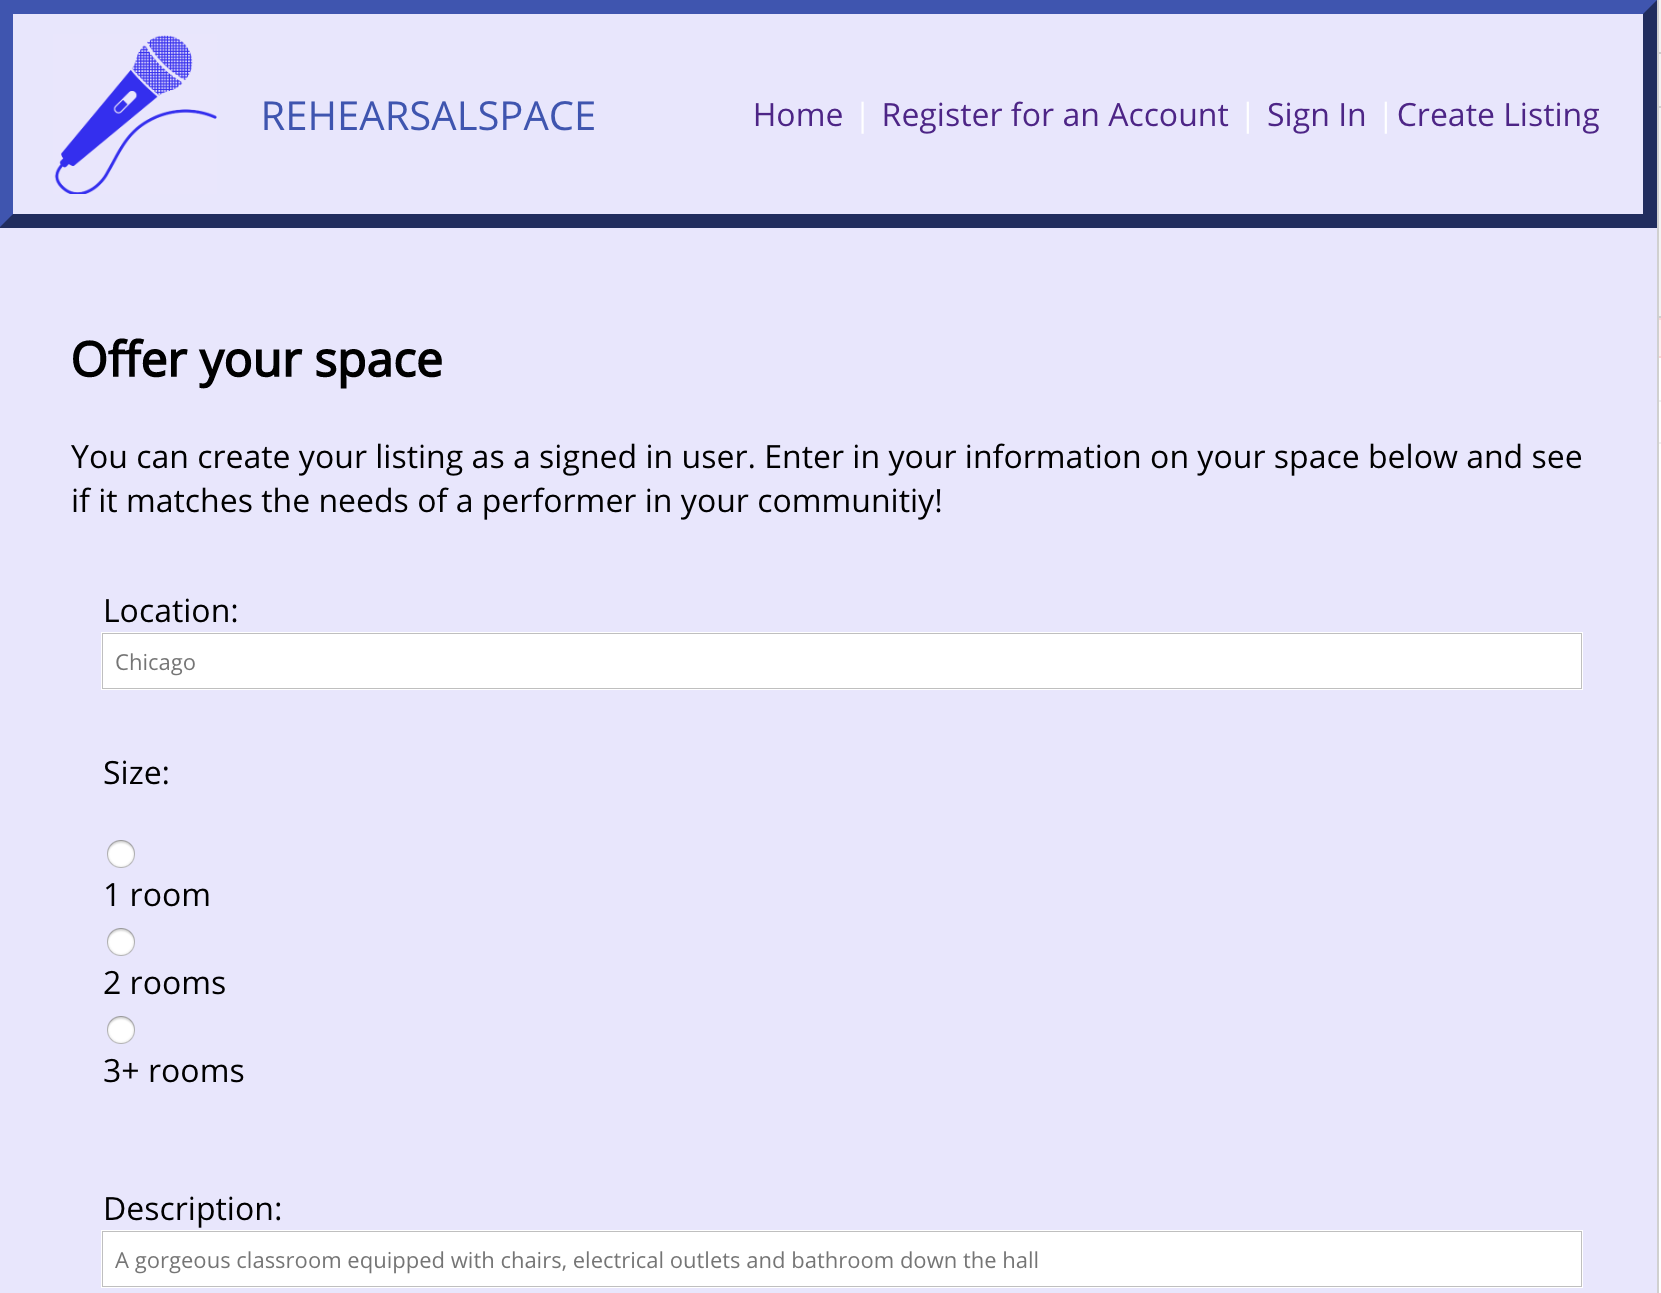 REHEARSALSPACE
Home | Register for an Account | Sign In | Create Listing
Offer your space
You can create your listing as a signed in user. Enter in your information on your space below and see
if it matches the needs of a performer in your communitiy!
Location:
Chicago
Size:
1 room
2 rooms
3+ rooms
Description:
A gorgeous classroom equipped with chairs, electrical outlets and bathroom down the hall